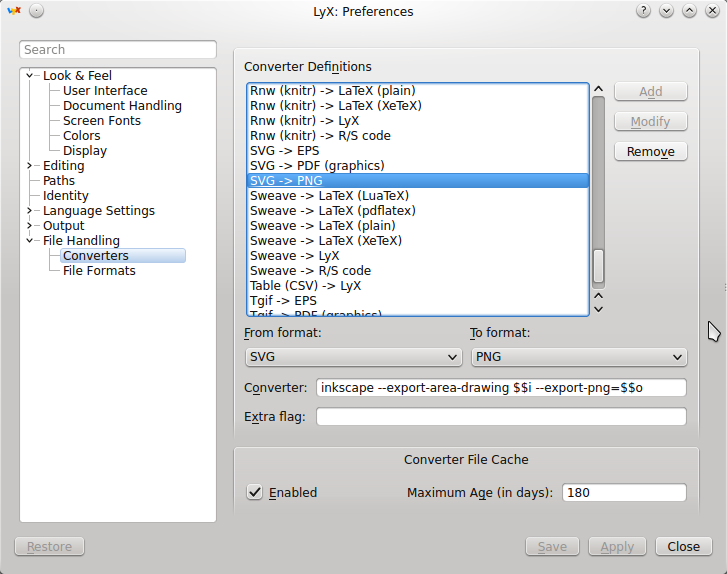 LyX: Preferences
Search
Look & Feel
User Interface
Document Handling
Screen Fonts
Colors
Display
Editing
Paths
Identity
Language Settings
Output
File Handling
Converters
File Formats
Converter Definitions
Rnw (knitr) -> LaTeX (plain)
Rnw (knitr) -> LaTeX (XeTeX)
Rnw (knitr) -> LyX
Rnw (knitr) -> R/S code
SVG -> EPS
SVG -> PDF (graphics)
SVG -> PNG
Sweave -> LaTeX (LuaTeX)
Sweave -> LaTeX (pdflatex)
Sweave -> LaTeX (plain)
Sweave -> LaTeX (XeTeX)
Sweave -> LyX
Sweave -> R/S code
Table (CSV) -> LyX
Tgif -> EPS
Tgif -> PDF (graphics)
Add
Modify
Remove
From format:
To format:
SVG
PNG
Converter: inkscape --export-area-drawing $$i --export-png=$$o
Extra flag:
Converter File Cache
Enabled
Maximum Age (in days): 180
Restore
Save
Apply
Close